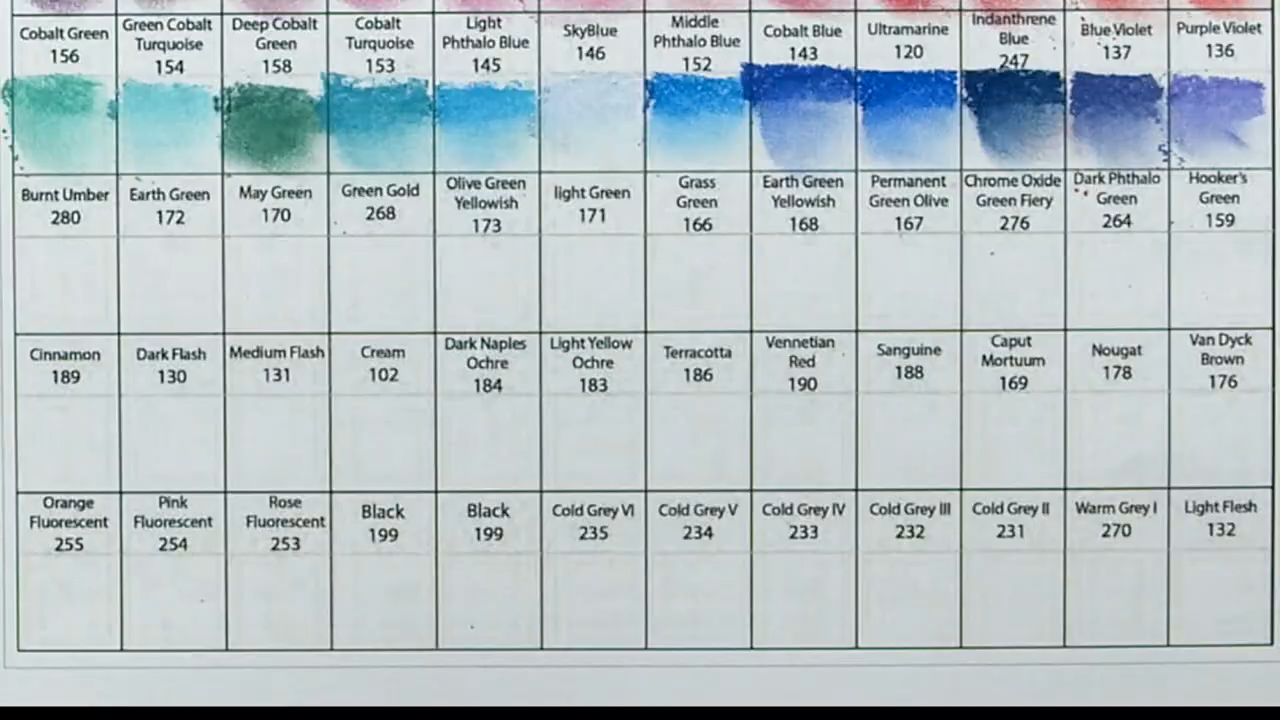 Cobalt Green
156
Green Cobalt
Turquoise
154
Deep Cobalt
Green
158
Cobalt
Turquoise
153
Light
Phthalo Blue
145
SkyBlue
146
Middle
Phthalo Blue
152
Cobalt Blue
143
Ultramarine
120
Indanthrene
Blue
247
Blue Violet
137
Purple Violet
136
Burnt Umber
280
Earth Green
172
May Green
170
Green Gold
268
Olive Green
Yellowish
173
light Green
171
Grass
Green
166
Earth Green
Yellowish
168
Permanent
Green Olive
167
Chrome Oxide
Green Fiery
276
Dark Phthalo
Green
264
Hooker's
Green
159
Cinnamon
189
Dark Flash
130
Medium Flash
131
Cream
102
Dark Naples
Ochre
184
Light Yellow
Ochre
183
Terracotta
186
Vennetian
Red
190
Sanguine
188
Caput
Mortuum
169
Nougat
178
Van Dyck
Brown
176
Orange
Fluorescent
255
Pink
Fluorescent
254
Rose
Fluorescent
253
Black
199
Black
199
Cold Grey VI
235
Cold Grey V
234
Cold Grey IV
233
Cold Grey III
232
Cold Grey II
231
Warm Grey I
270
Light Flesh
132